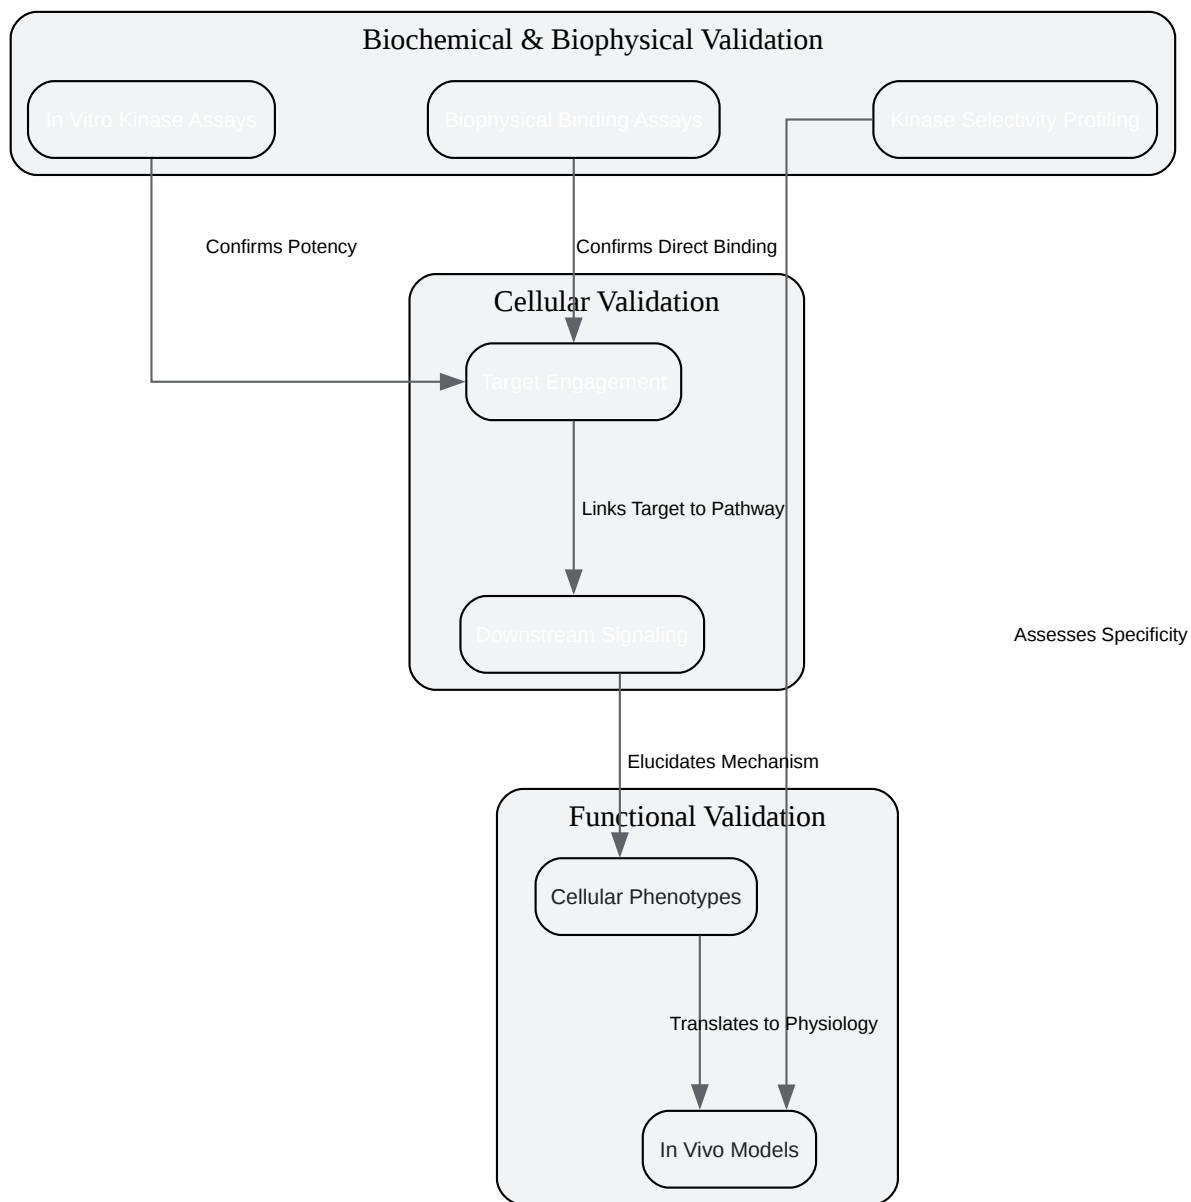 Biochemical & Biophysical Validation
In Vitro Kinase Assays
Biophysical Binding Assays
Kinase Selectivity Profiling
Confirms Potency
Confirms Direct Binding
Cellular Validation
Target Engagement
Links Target to Pathway
Downstream Signaling
Assesses Specificity
Elucidates Mechanism
Functional Validation
Cellular Phenotypes
Translates to Physiology
In Vivo Models